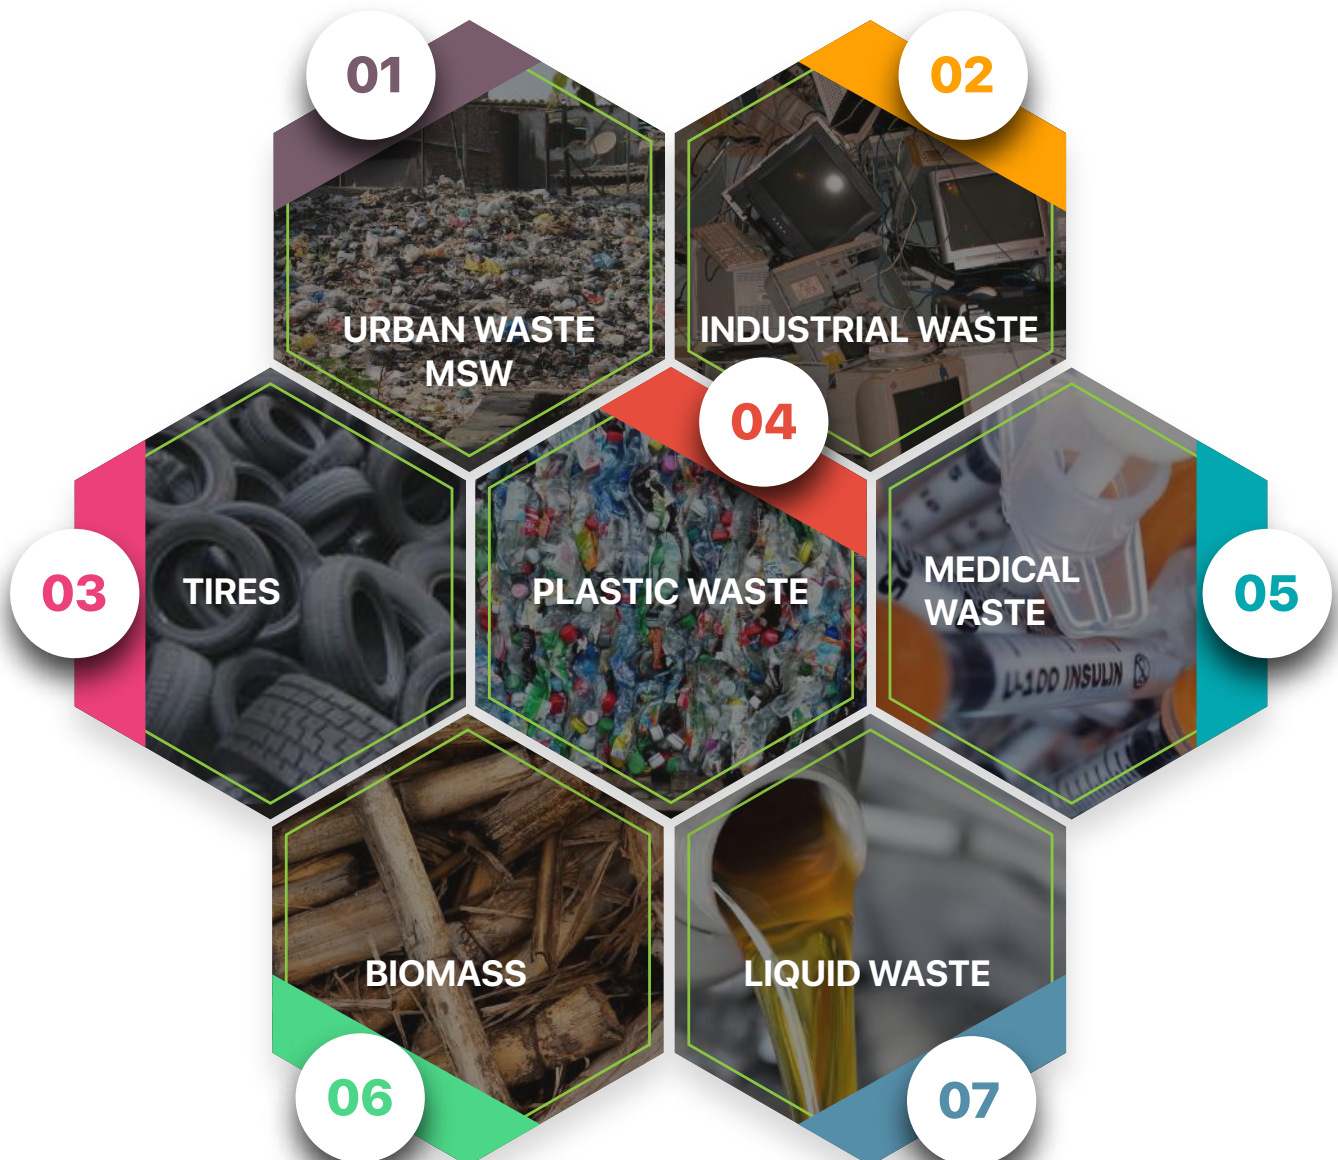 01
URBAN WASTE
MSW
02
INDUSTRIAL WASTE
03
TIRES
04
PLASTIC WASTE
05
MEDICAL
WASTE
U-100 INSULIN
06
BIOMASS
07
LIQUID WASTE